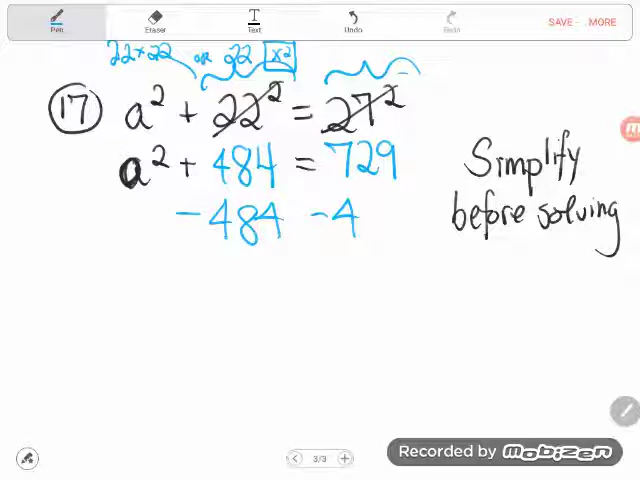 Pen Eraser Text Undo Redo SAVE MORE
22×22 or 22 x²
17 a² + 22² = 27²
a² + 484 = 729
- 484 - 4
Simplify
before solving
3/3
Recorded by mobizen